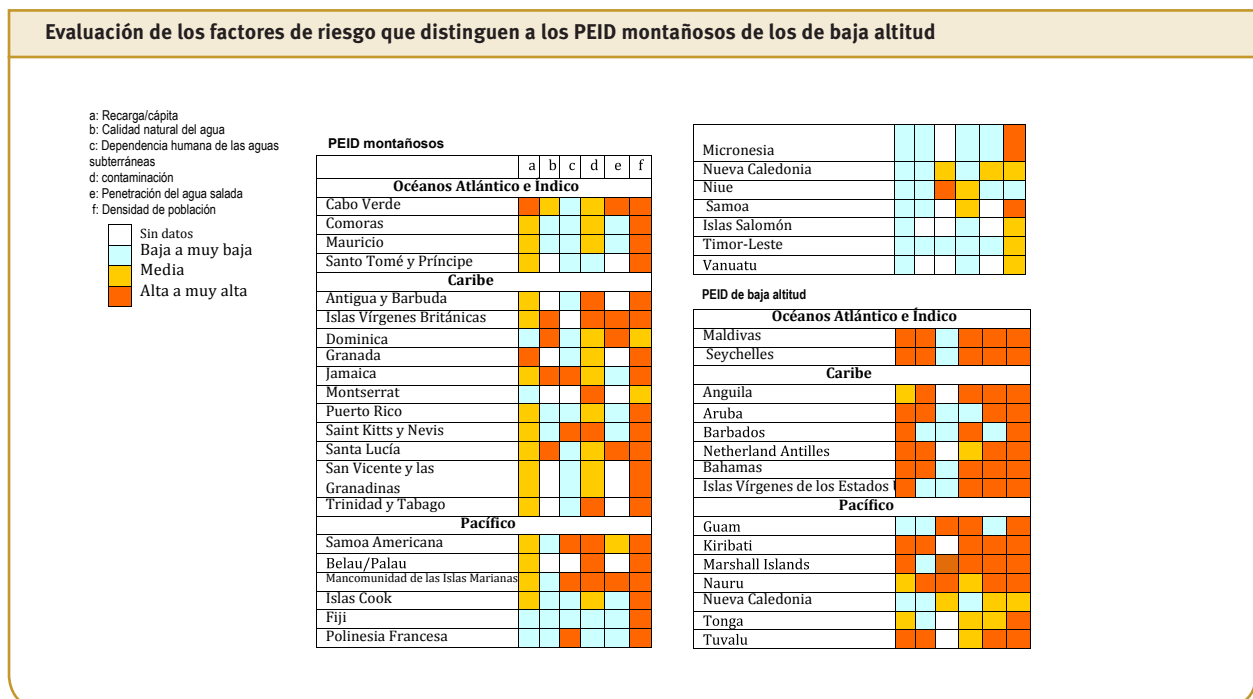 Evaluación de los factores de riesgo que distinguen a los PEID montañosos de los de baja altitud
a: Recarga/cápita
b: Calidad natural del agua
c: Dependencia humana de las aguas
subterráneas
d: contaminación
e: Penetración del agua salada
f: Densidad de población
Sin datos
Baja a muy baja
Media
Alta a muy alta
PEID montañosos
a b c d e f
Océanos Atlántico e Índico
Cabo Verde
Comoras
Mauricio
Santo Tomé y Príncipe
Caribe
Antigua y Barbuda
Islas Vírgenes Británicas
Dominica
Granada
Jamaica
Montserrat
Puerto Rico
Saint Kitts y Nevis
Santa Lucía
San Vicente y las
Granadinas
Trinidad y Tabago
Pacífico
Samoa Americana
Belau/Palau
Mancomunidad de las Islas Marianas
Islas Cook
Fiji
Polinesia Francesa
Micronesia
Nueva Caledonia
Niue
Samoa
Islas Salomón
Timor-Leste
Vanuatu
PEID de baja altitud
Océanos Atlántico e Índico
Maldivas
Seychelles
Caribe
Anguila
Aruba
Barbados
Netherland Antilles
Bahamas
Islas Vírgenes de los Estados
Pacífico
Guam
Kiribati
Marshall Islands
Nauru
Nueva Caledonia
Tonga
Tuvalu